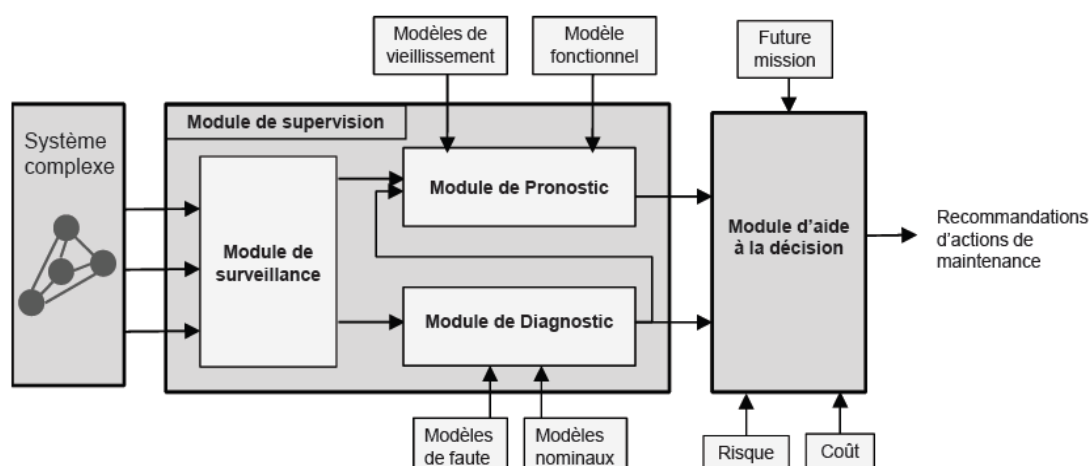 Modèles de
vieillissement
Modèle
fonctionnel
Future
mission
Système
complexe
Module de supervision
Module de Pronostic
Module de
surveillance
Module d'aide
à la décision
Recommandations
d'actions de
maintenance
Module de Diagnostic
Modèles
de faute
Modèles
nominaux
Risque
Coût